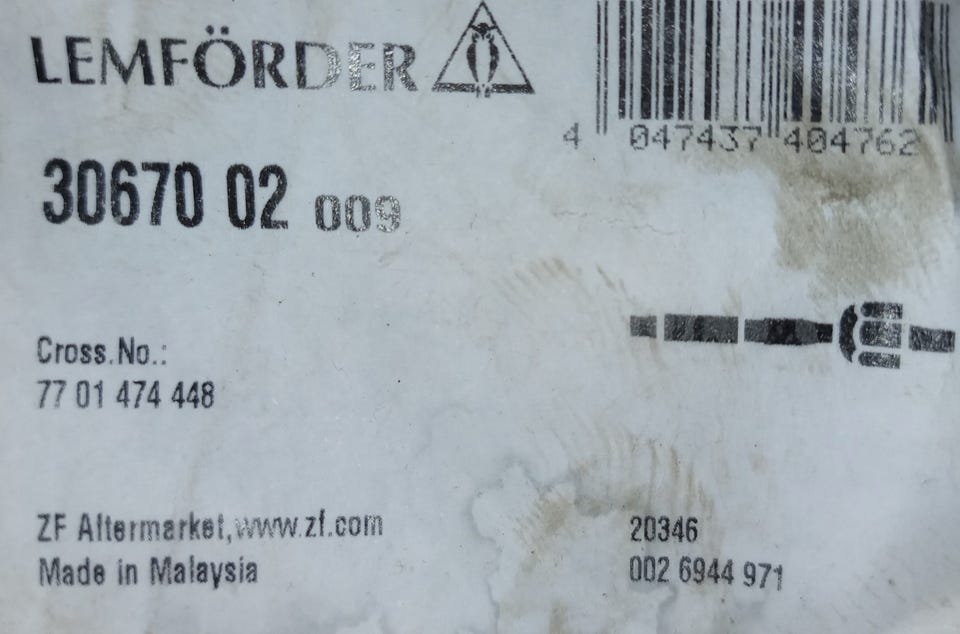 LEMFÖRDER
4 047437 404762
30670 02 009
Cross.No.:
77 01 474 448
ZF Aftermarket,www.zf.com
Made in Malaysia
20346
002 6944 971